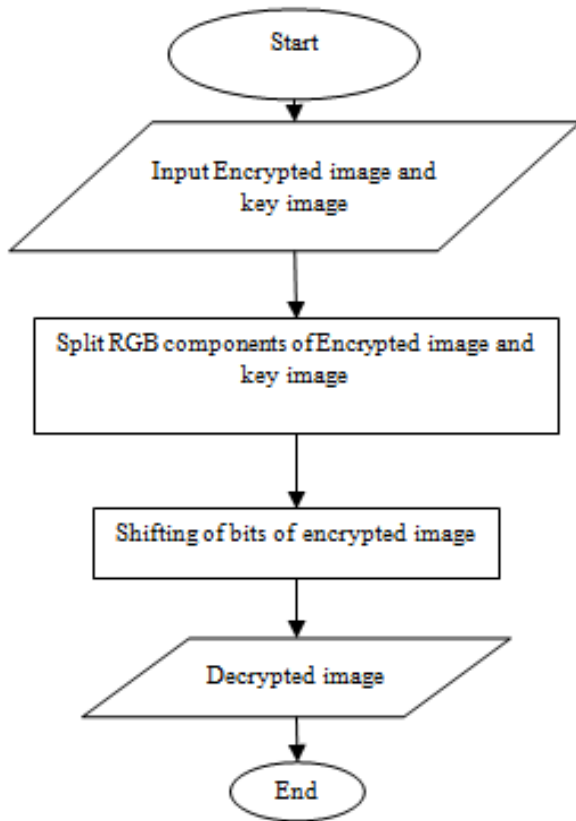 Start
Input Encrypted image and
key image
Split RGB components of Encrypted image and
key image
Shifting of bits of encrypted image
Decrypted image
End